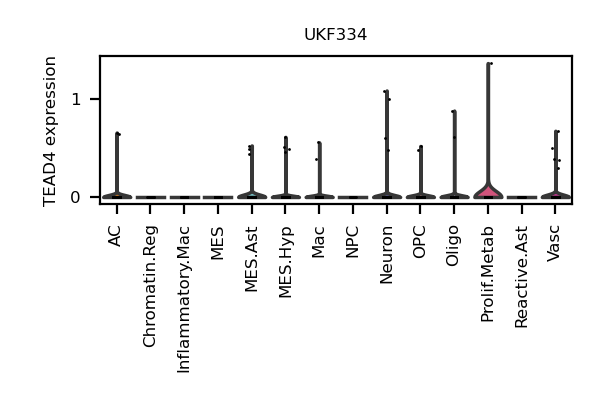 UKF334
TEAD4 expression
1
0
AC
Chromatin.Reg
Inflammatory.Mac
MES
MES.Ast
MES.Hyp
Mac
NPC
Neuron
OPC
Oligo
Prolif.Metab
Reactive.Ast
Vasc